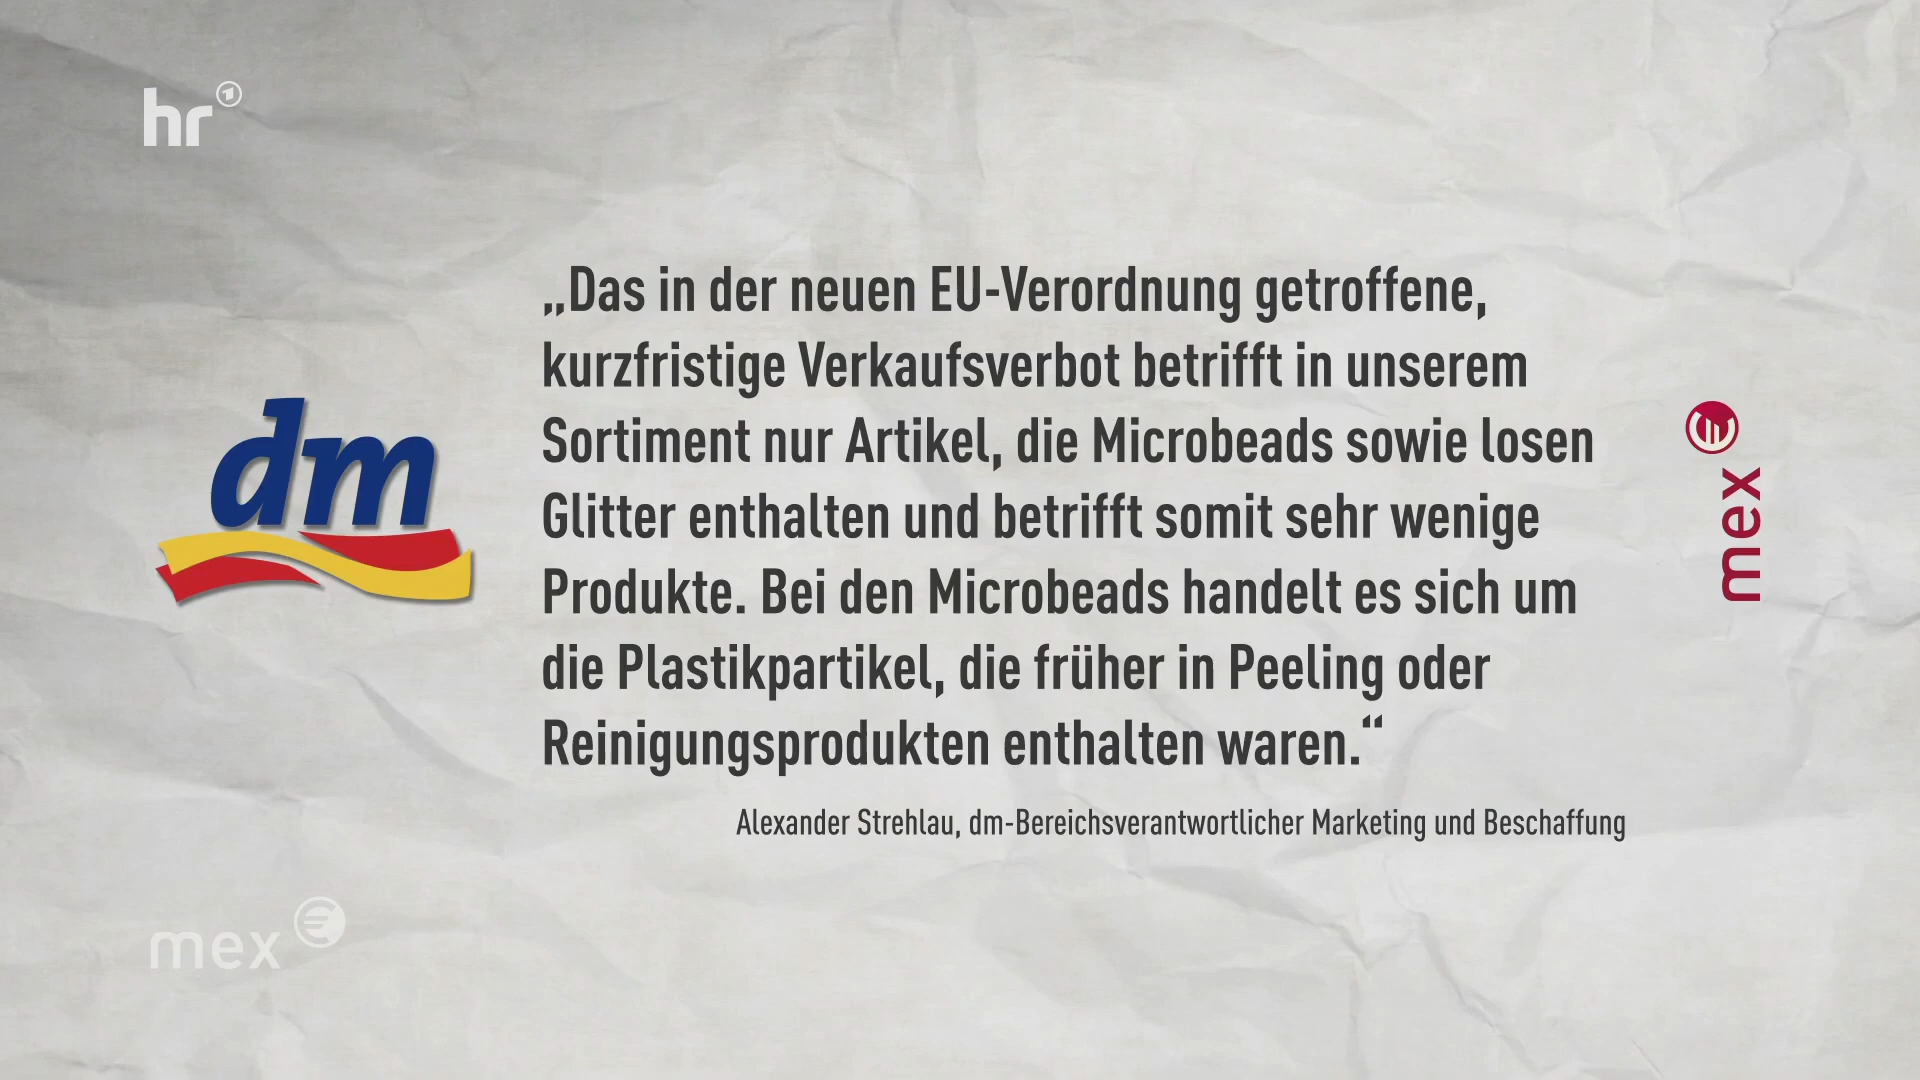 hr
„Das in der neuen EU-Verordnung getroffene,
kurzfristige Verkaufsverbot betrifft in unserem
Sortiment nur Artikel, die Microbeads sowie losen
Glitter enthalten und betrifft somit sehr wenige
Produkte. Bei den Microbeads handelt es sich um
die Plastikpartikel, die früher in Peeling oder
Reinigungsprodukten enthalten waren.“
Alexander Strehlau, dm-Bereichsverantwortlicher Marketing und Beschaffung
dm
mex
mex